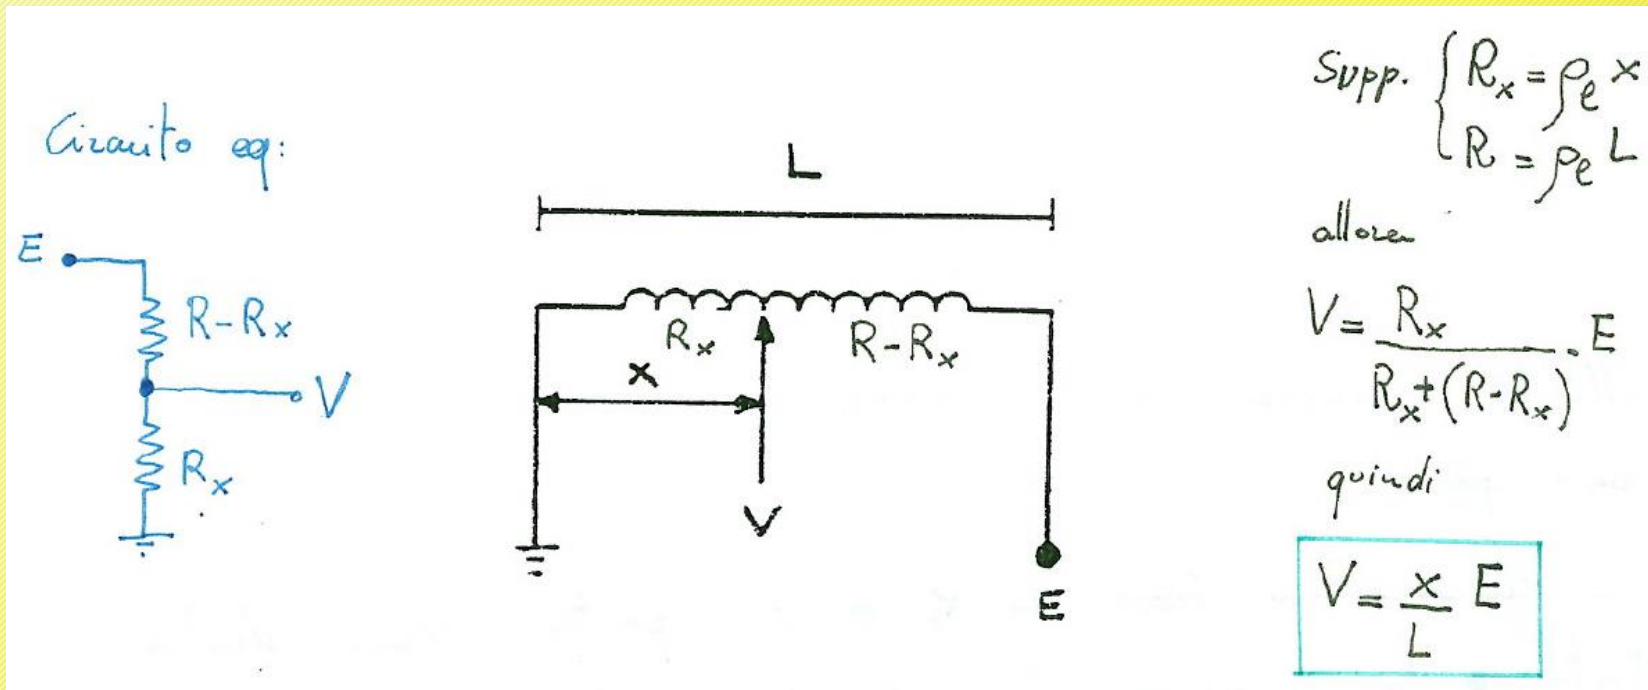 Circuito eq:
E
R-Rx
V
Rx
L
Rx
R-Rx
x
V
E
Supp. { Rx = ρe x
R = ρe L
allora
V = Rx / (Rx + (R-Rx)) . E
quindi
V = x/L E